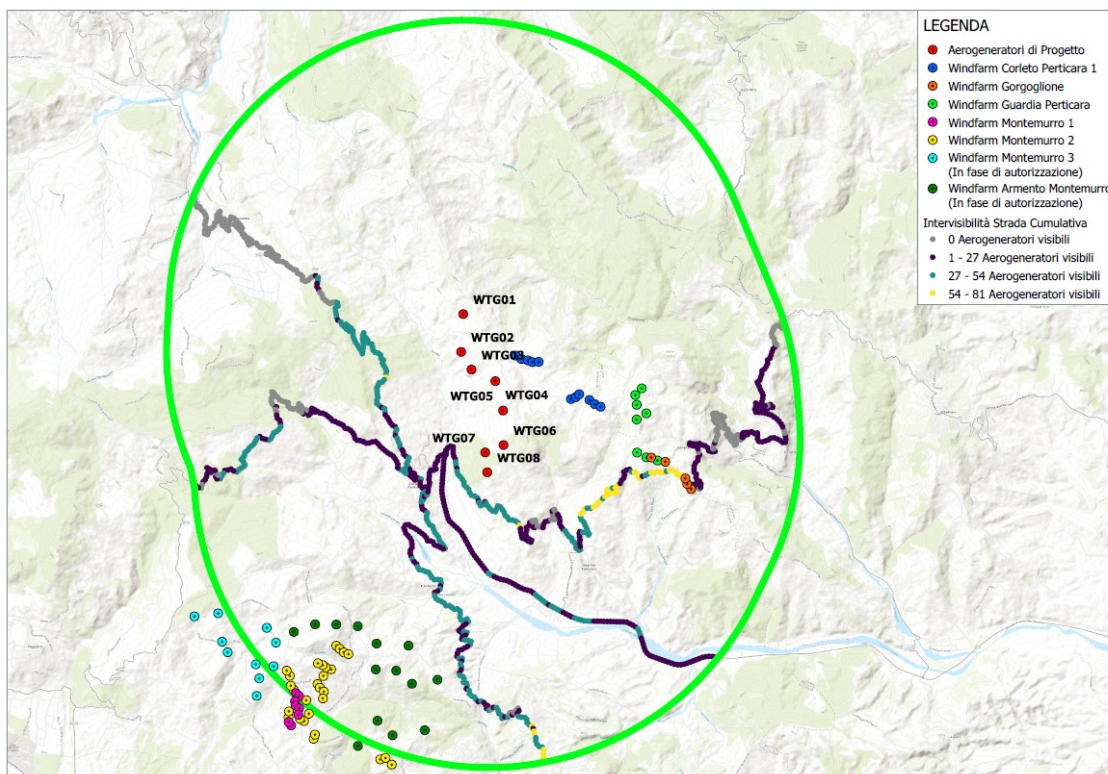 LEGENDA
Aerogeneratori di Progetto
Windfarm Corleto Perticara 1
Windfarm Gorgoglione
Windfarm Guardia Perticara
Windfarm Montemurro 1
Windfarm Montemurro 2
Windfarm Montemurro 3
(In fase di autorizzazione)
Windfarm Armento Montemurro
(In fase di autorizzazione)
Intervisibilità Strada Cumulativa
0 Aerogeneratori visibili
1 - 27 Aerogeneratori visibili
27 - 54 Aerogeneratori visibili
54 - 81 Aerogeneratori visibili
WTG01
WTG02
WTG03
WTG05
WTG04
WTG07
WTG06
WTG08